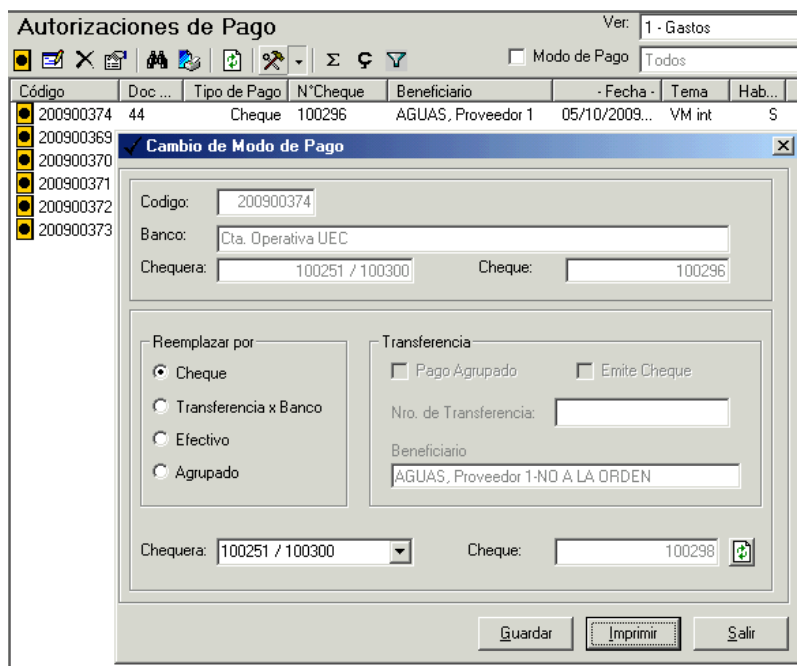 Autorizaciones de Pago
Ver: 1 - Gastos
Σ Ç Modo de Pago Todos
Código Doc ... Tipo de Pago N°Cheque Beneficiario - Fecha - Tema Hab...
200900374 44 Cheque 100296 AGUAS, Proveedor 1 05/10/2009... VM int S
200900369
200900370
200900371
200900372
200900373
Cambio de Modo de Pago
Codigo: 200900374
Banco: Cta. Operativa UEC
Chequera: 100251 / 100300 Cheque: 100296
Reemplazar por
Cheque
Transferencia x Banco
Efectivo
Agrupado
Transferencia
Pago Agrupado Emite Cheque
Nro. de Transferencia:
Beneficiario
AGUAS, Proveedor 1-NO A LA ORDEN
Chequera: 100251 / 100300 Cheque: 100298
Guardar Imprimir Salir